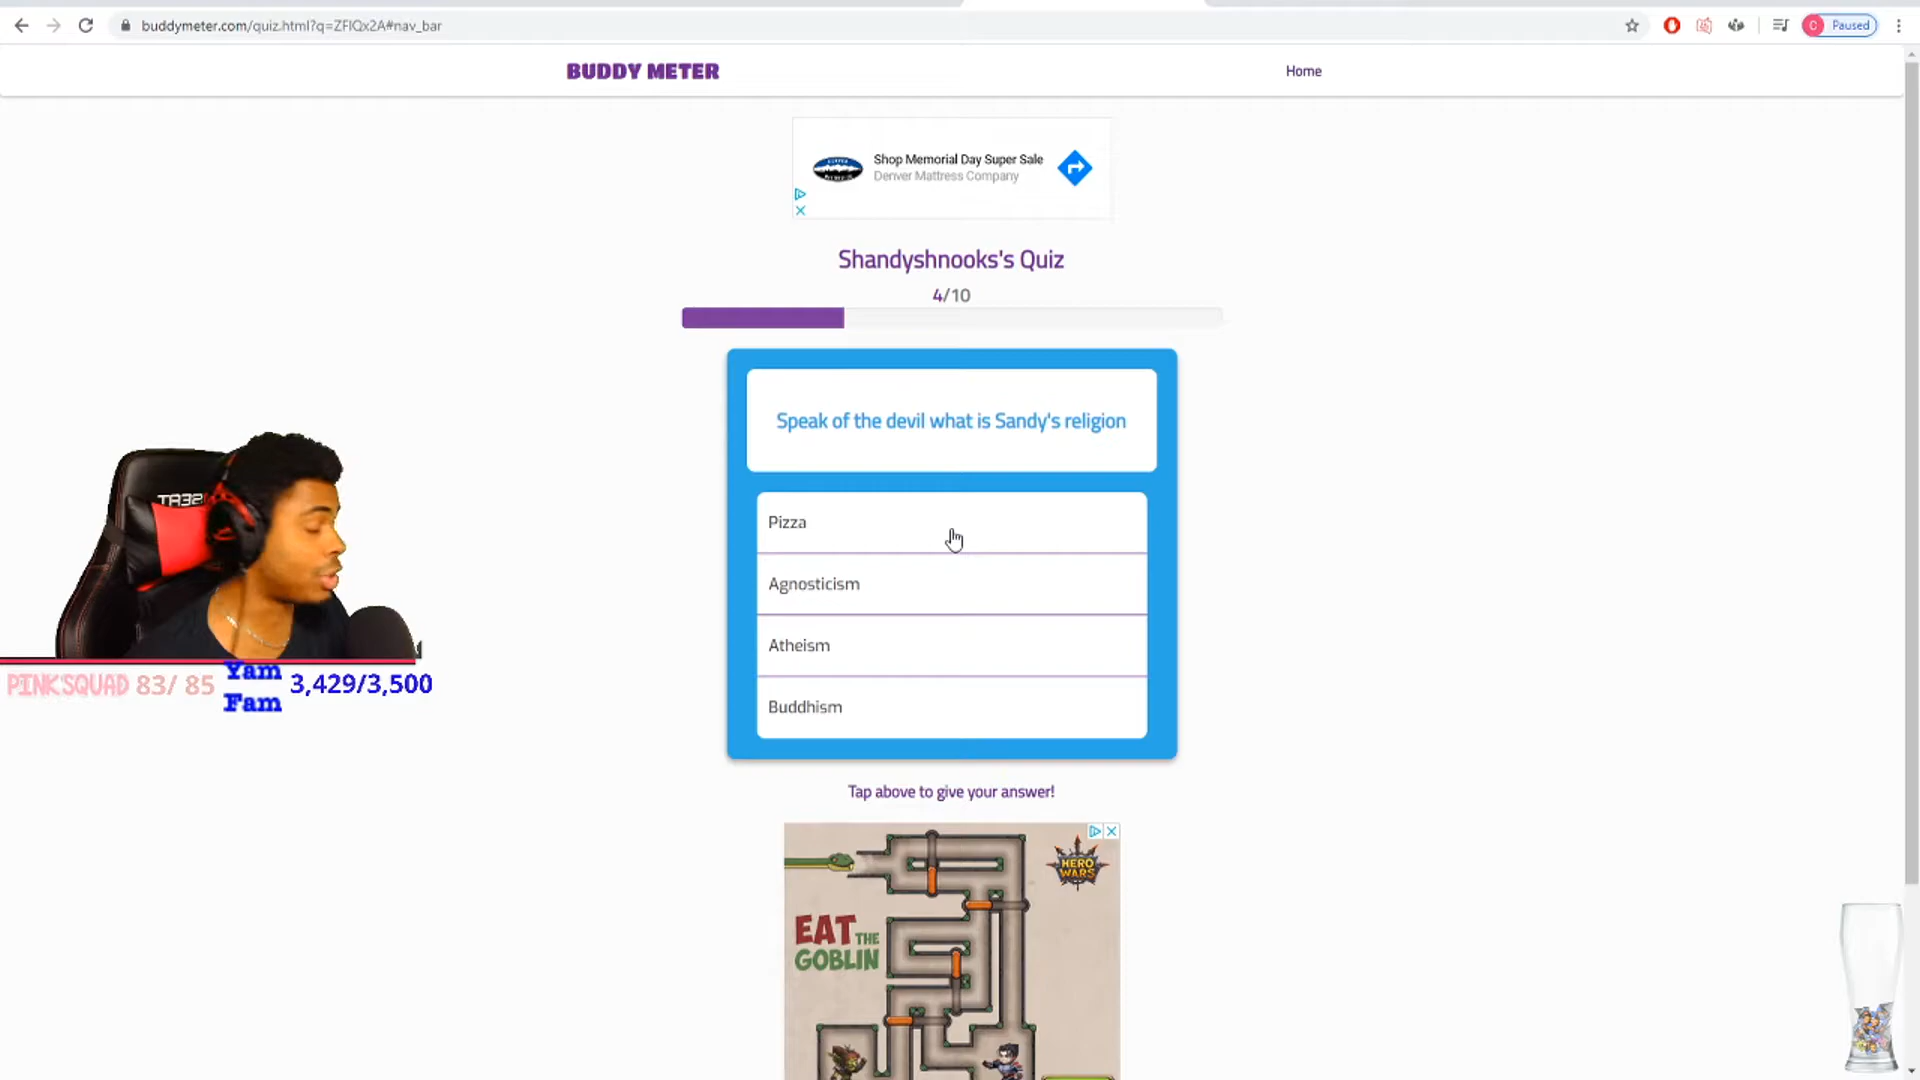 buddymeter.com/quiz.html?q=ZFlQx2A#nav_bar
C Paused
BUDDY METER
Home
Shop Memorial Day Super Sale
Denver Mattress Company
Shandyshnooks's Quiz
4/10
Speak of the devil what is Sandy's religion
Pizza
Agnosticism
Atheism
Buddhism
Tap above to give your answer!
HERO
WARS
EAT THE
GOBLIN
PINK SQUAD 83/ 85
Yam
Fam
3,429/3,500